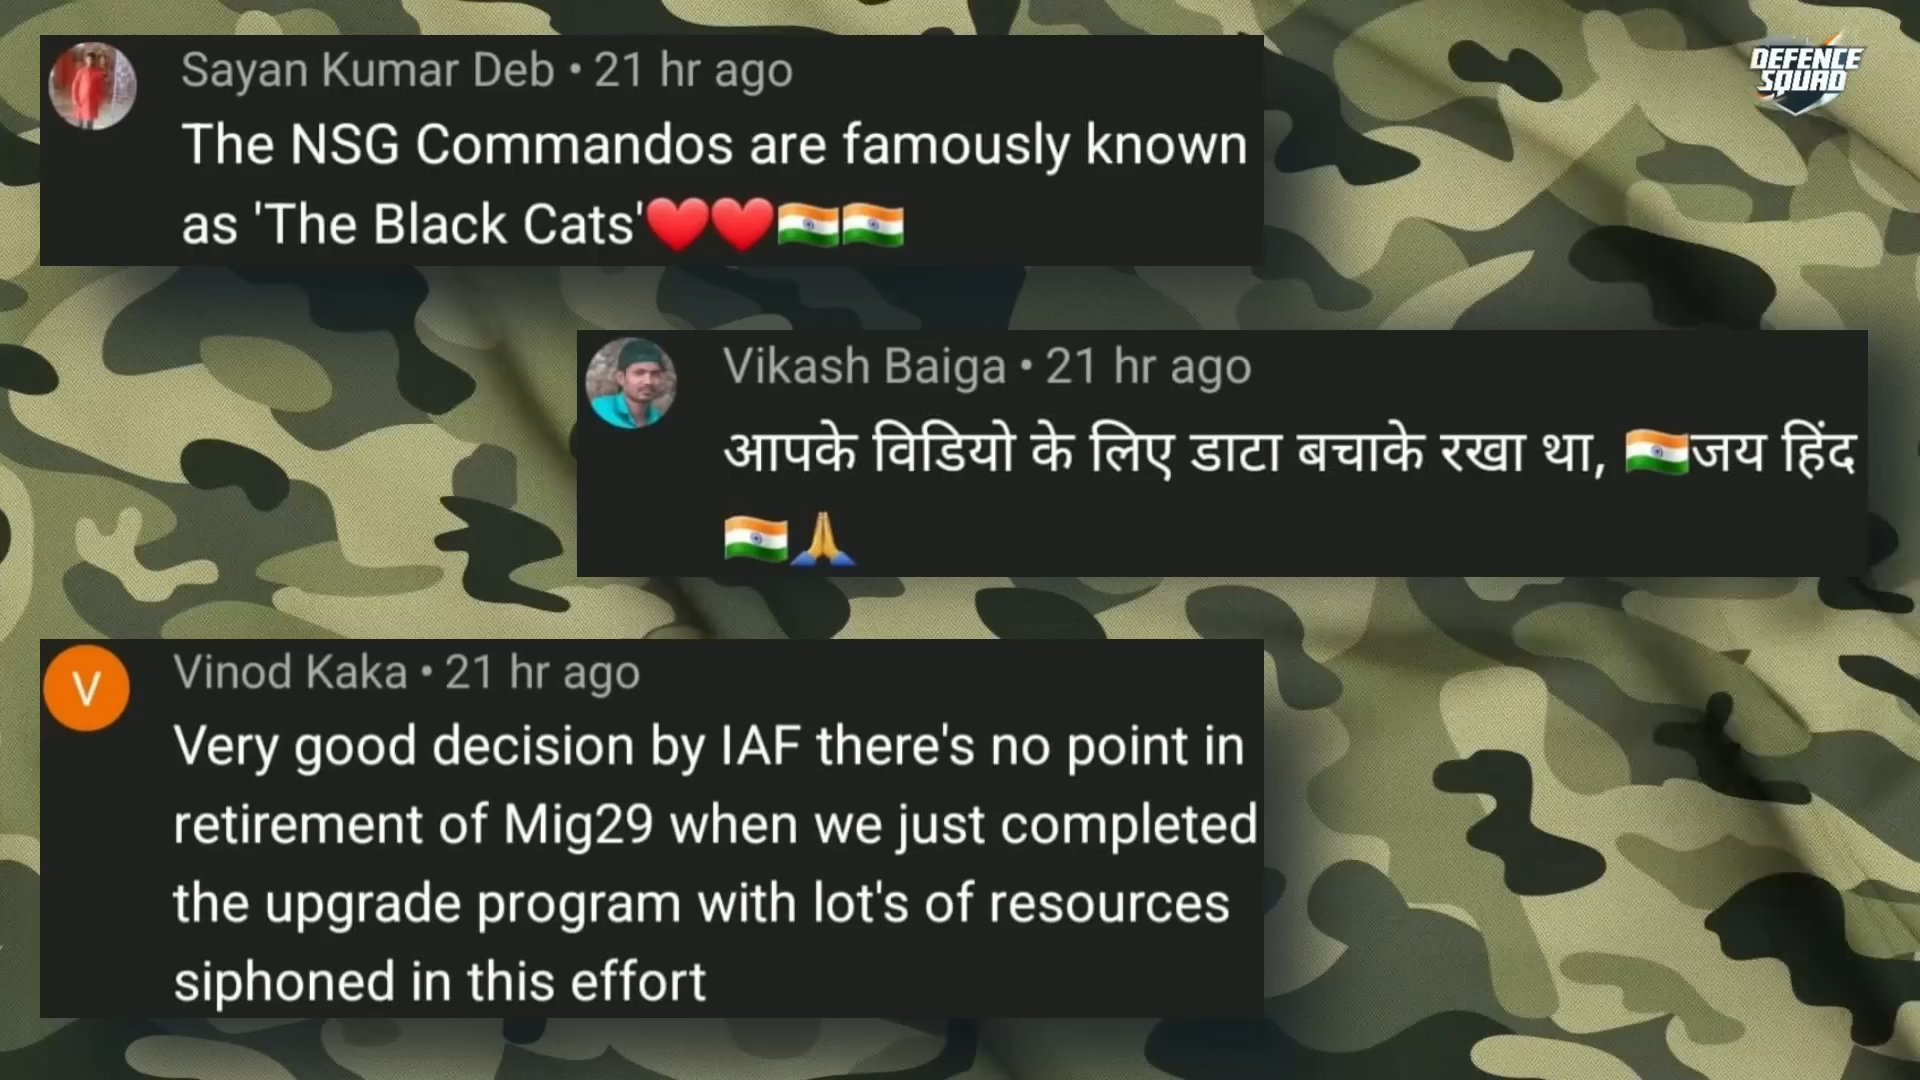 DEFENCE
SQUAD
Sayan Kumar Deb • 21 hr ago
The NSG Commandos are famously known
as 'The Black Cats'❤️❤️🇮🇳🇮🇳
Vikash Baiga • 21 hr ago
आपके विडियो के लिए डाटा बचाके रखा था, 🇮🇳जय हिंद
🇮🇳🙏
V
Vinod Kaka • 21 hr ago
Very good decision by IAF there's no point in
retirement of Mig29 when we just completed
the upgrade program with lot's of resources
siphoned in this effort